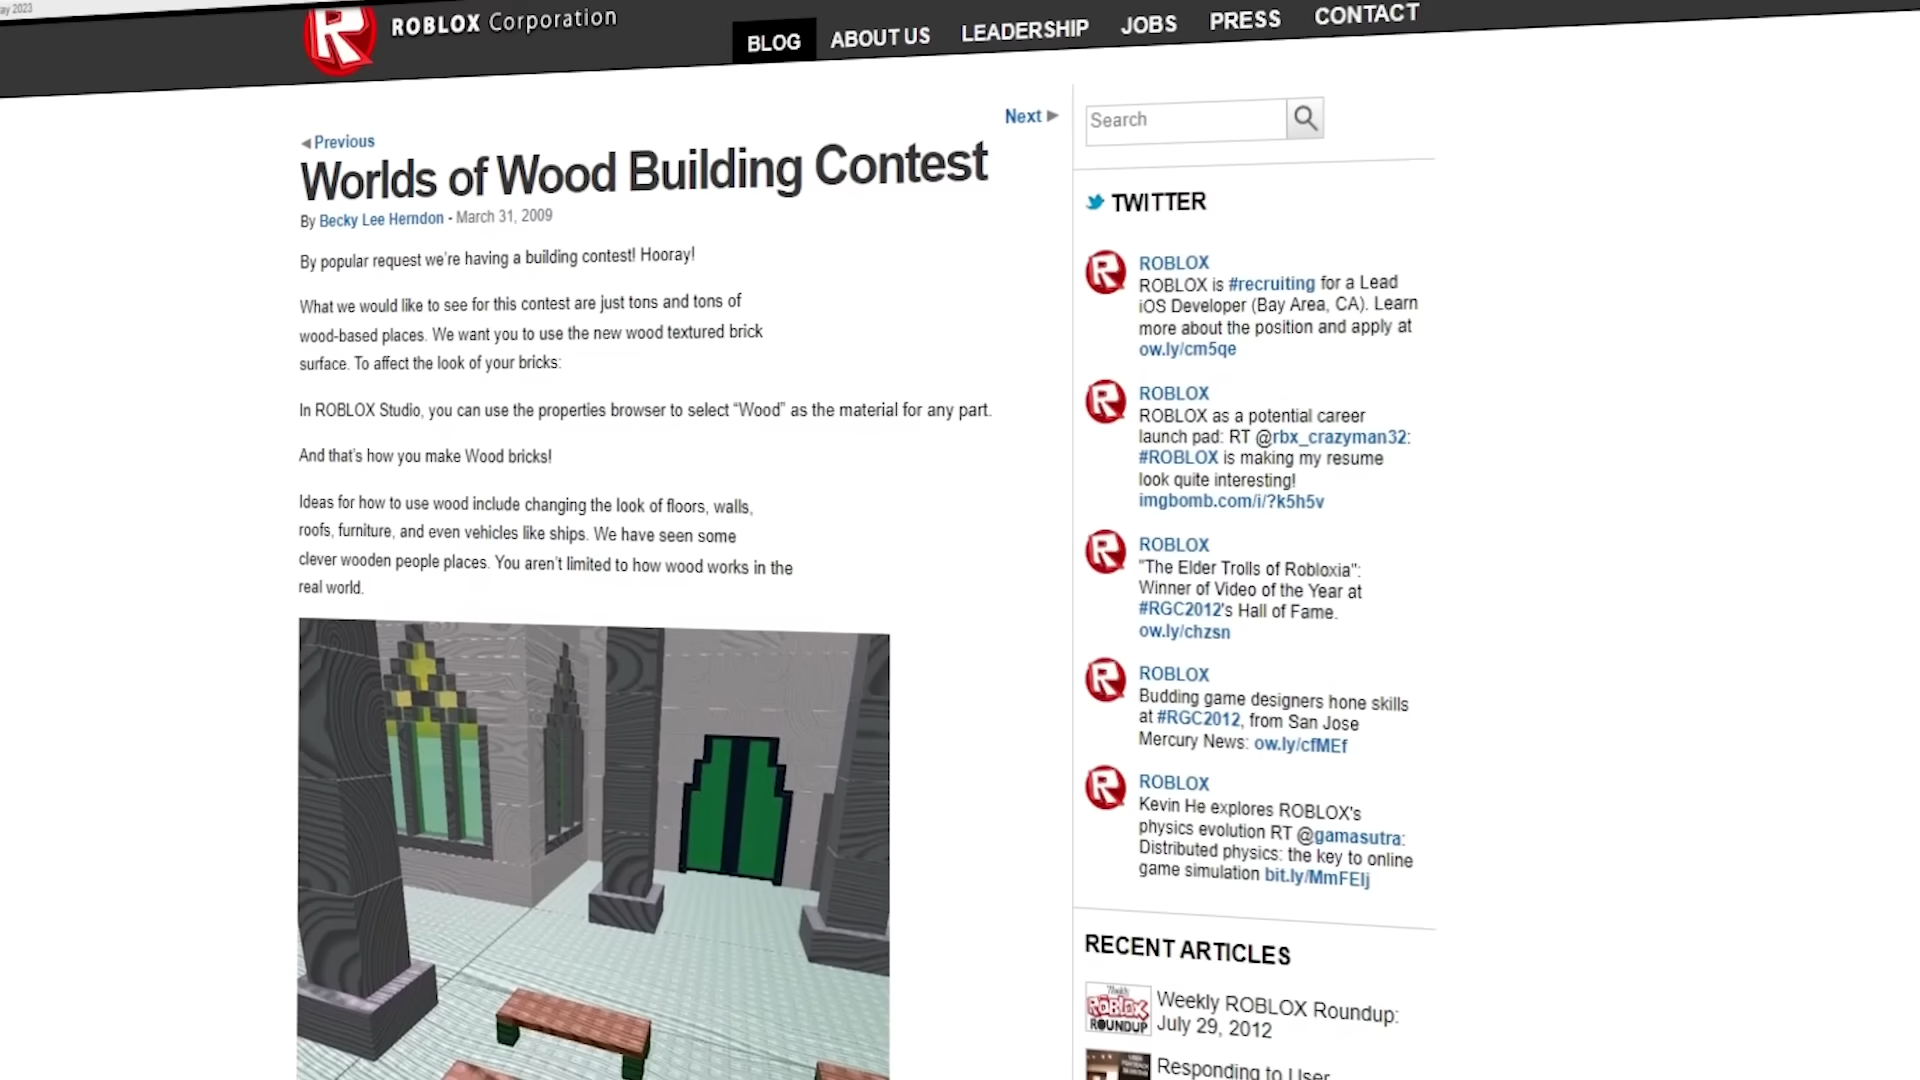 ay 2023
ROBLOX Corporation
BLOG
ABOUT US
LEADERSHIP
JOBS
PRESS
CONTACT
Previous
Next
Worlds of Wood Building Contest
By Becky Lee Herndon - March 31, 2009
By popular request we're having a building contest! Hooray!
What we would like to see for this contest are just tons and tons of
wood-based places. We want you to use the new wood textured brick
surface. To affect the look of your bricks:
In ROBLOX Studio, you can use the properties browser to select “Wood” as the material for any part.
And that's how you make Wood bricks!
Ideas for how to use wood include changing the look of floors, walls,
roofs, furniture, and even vehicles like ships. We have seen some
clever wooden people places. You aren't limited to how wood works in the
real world.
Search
TWITTER
ROBLOX
ROBLOX is #recruiting for a Lead
iOS Developer (Bay Area, CA). Learn
more about the position and apply at
ow.ly/cm5qe
ROBLOX
ROBLOX as a potential career
launch pad: RT @rbx_crazyman32:
#ROBLOX is making my resume
look quite interesting!
imgbomb.com/i/?k5h5v
ROBLOX
"The Elder Trolls of Robloxia":
Winner of Video of the Year at
#RGC2012's Hall of Fame.
ow.ly/chzsn
ROBLOX
Budding game designers hone skills
at #RGC2012, from San Jose
Mercury News: ow.ly/cfMEf
ROBLOX
Kevin He explores ROBLOX's
physics evolution RT @gamasutra:
Distributed physics: the key to online
game simulation bit.ly/MmFEIj
RECENT ARTICLES
Weekly
ROBLOX
ROUNDUP
Weekly ROBLOX Roundup:
July 29, 2012
Responding to User